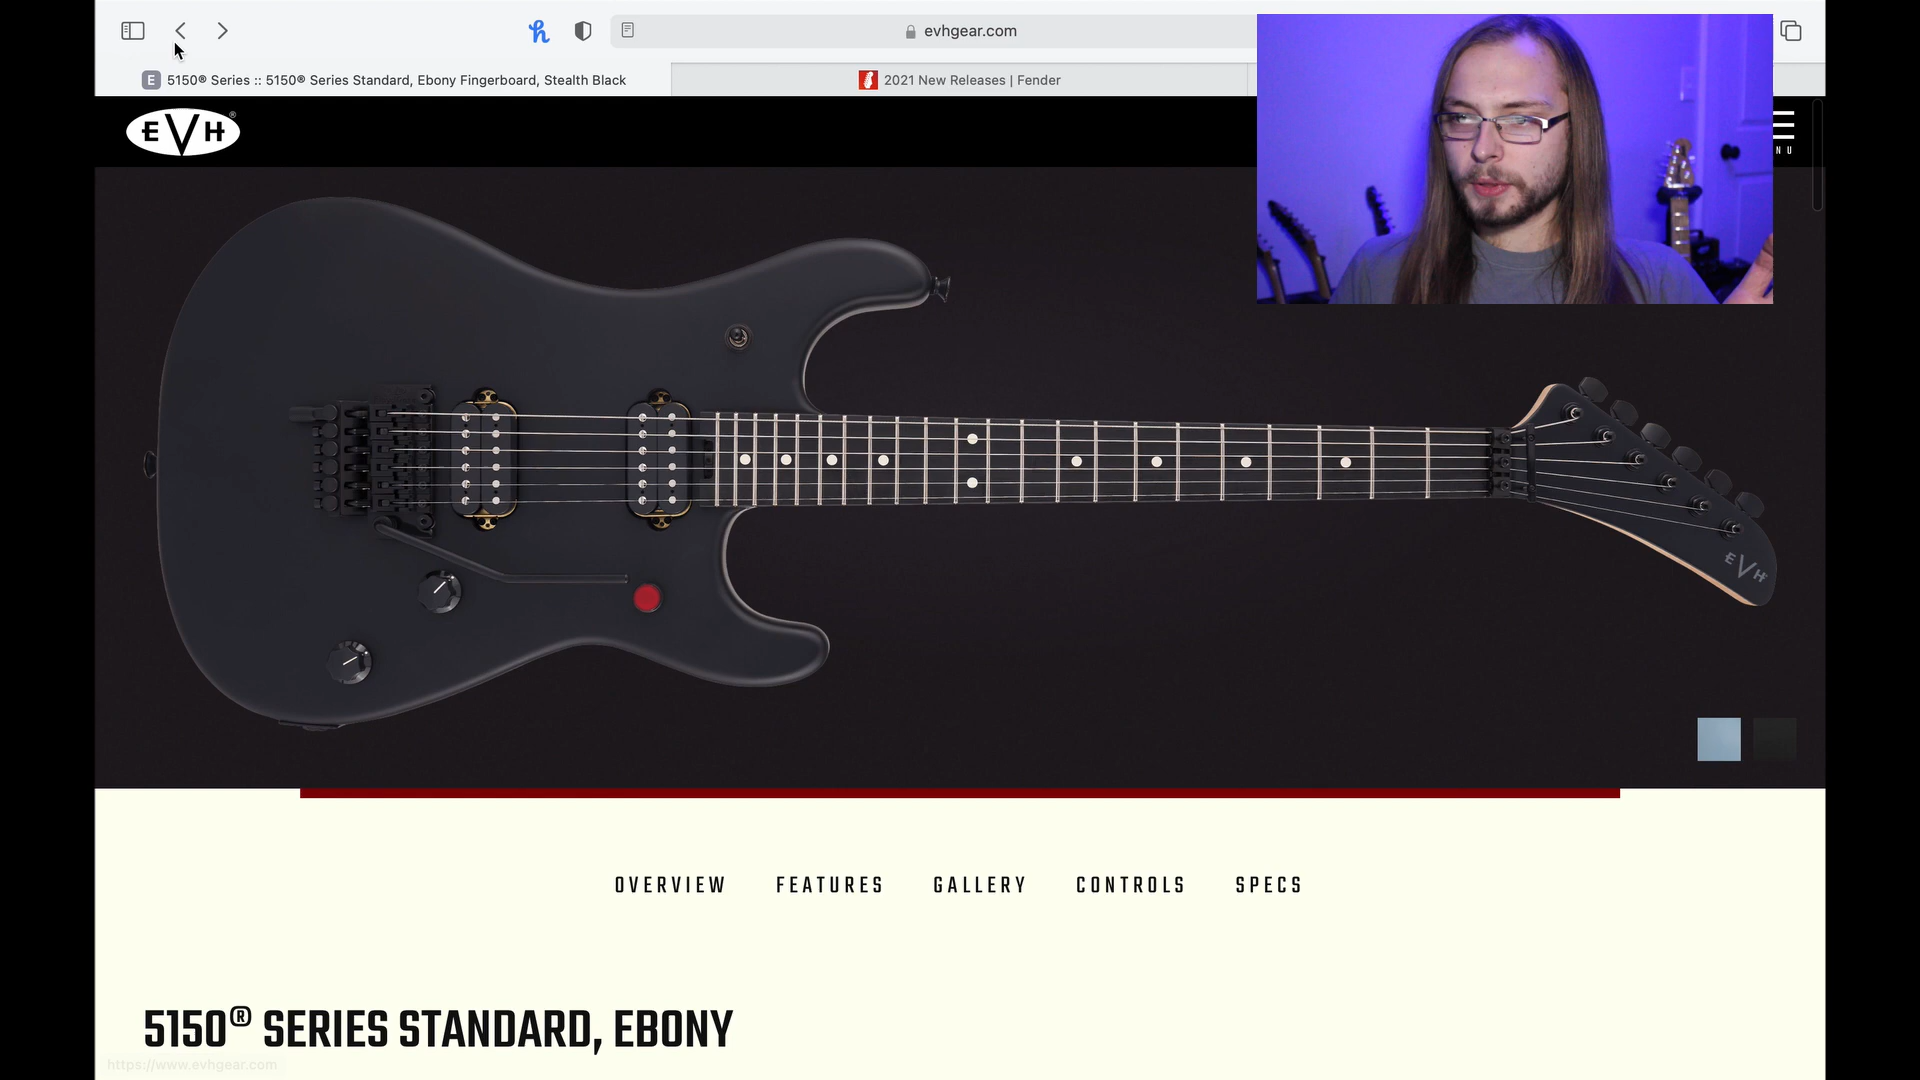 evhgear.com
E 5150® Series :: 5150® Series Standard, Ebony Fingerboard, Stealth Black
2021 New Releases | Fender
EVH®
NU
EVH
OVERVIEW FEATURES GALLERY CONTROLS SPECS
5150® SERIES STANDARD, EBONY
https://www.evhgear.com